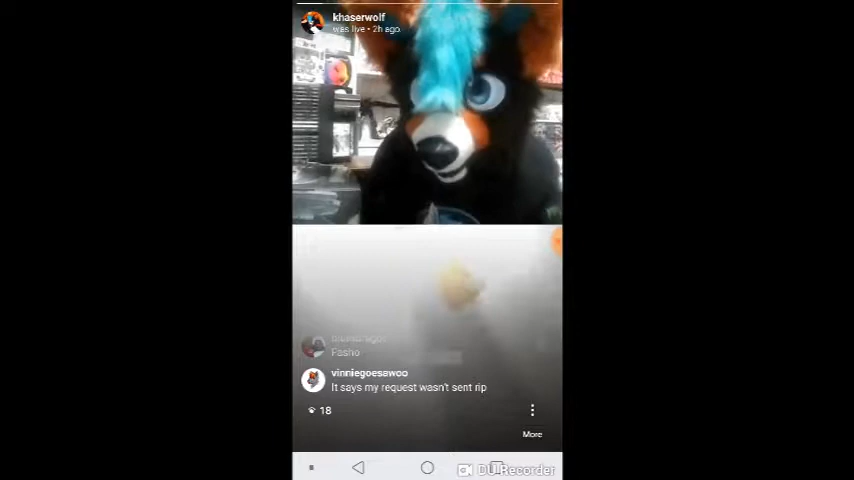 khaserwolf
was live • 2h ago
Fasho
vinniegoesawoo
It says my request wasn't sent rip
18
More
DU Recorder